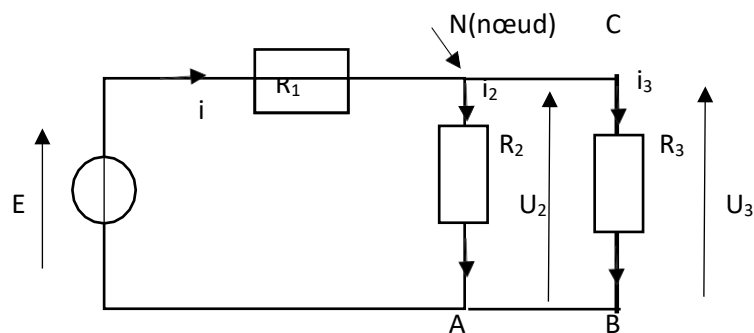 N(nœud) C
R₁ i₂ i₃
i
R₂ R₃
E U₂ U₃
A B